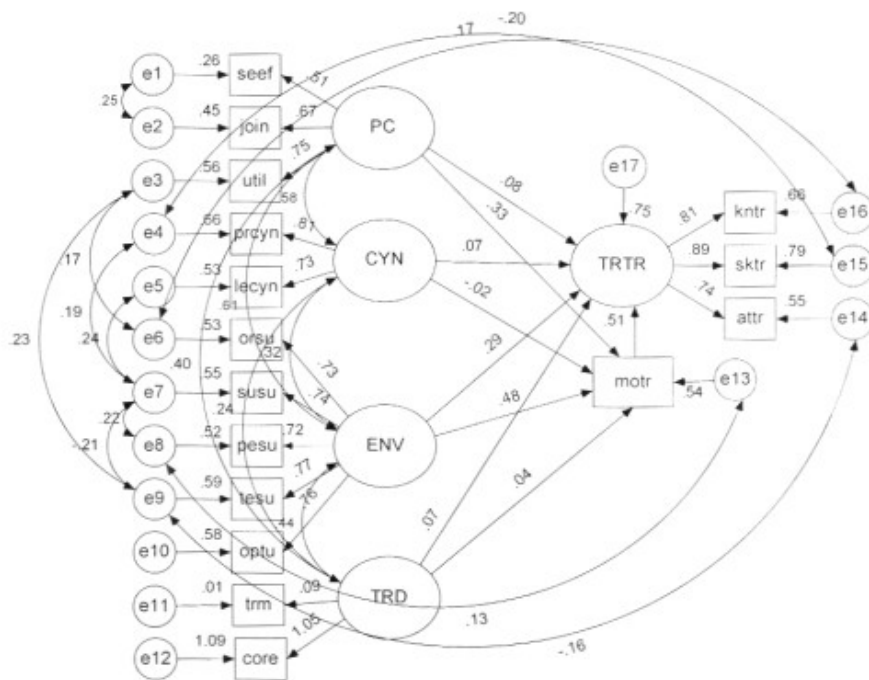 -.20
.17
e1 .26 seef .51
.25
e2 .45 join .67 PC
.75
e3 .56 util .58
e17
.08
.33
.75
.81 kntr .66 e16
e4 .66 prcyn .81
CYN .07 TRTR .89 sktr .79 e15
.17
e5 .53 lecyn .73
.61
-.02
.74 attr .55 e14
.19
e6 .53 orsu
.51
.23
.24
.40
.32
.73
.29
motr .54 e13
e7 .55 susu
.24
.74
.48
.22
e8 .52 pesu .72 ENV
-.21
.77
e9 .59 tesu
.76
.04
.44
.07
e10 .58 optu
e11 .01 trm .09 TRD
.13
1.05
-.16
e12 1.09 core